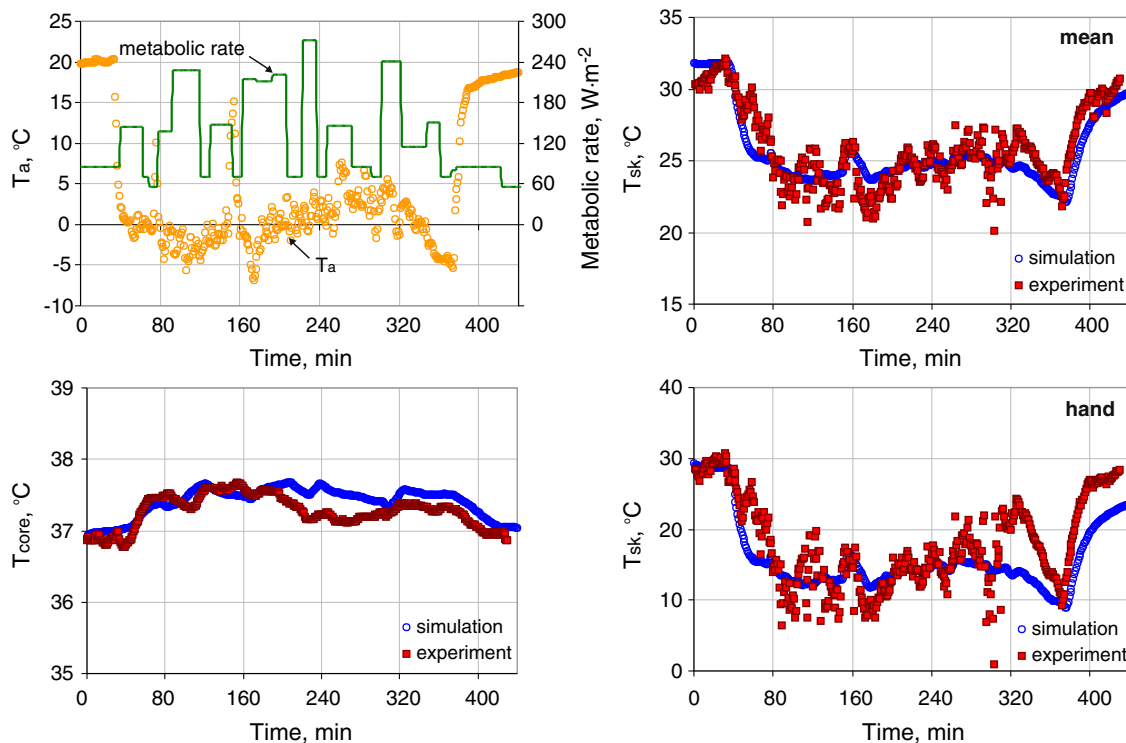 25
20
15
10
5
0
-5
-10
Ta, °C
300
240
180
120
60
0
Metabolic rate, W·m-2
metabolic rate
Ta
0 80 160 240 320 400
Time, min
35
30
25
20
15
Tsk, °C
mean
simulation
experiment
0 80 160 240 320 400
Time, min
39
38
37
36
35
Tcore, °C
simulation
experiment
0 80 160 240 320 400
Time, min
40
30
20
10
0
Tsk, °C
hand
simulation
experiment
0 80 160 240 320 400
Time, min